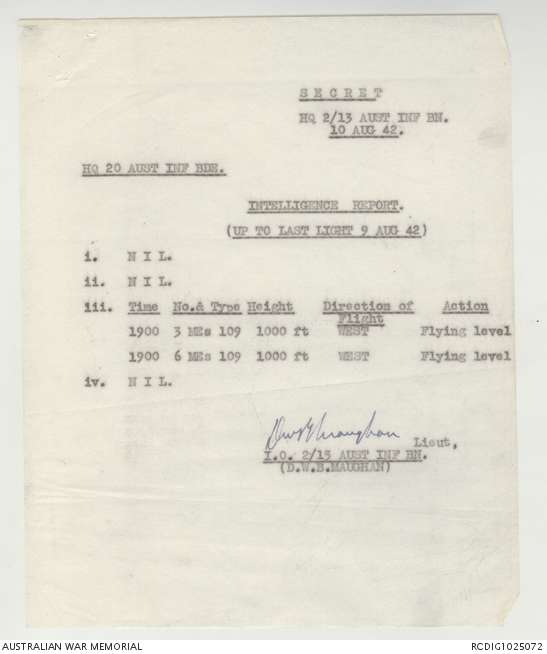 S E C R E T
HQ 2/13 AUST INF BN.
10 AUG 42.
HQ 20 AUST INF BDE.
INTELLIGENCE REPORT.
(UP TO LAST LIGHT 9 AUG 42)
i. N I L.
ii. N I L.
iii. Time No.& Type Height Direction of Flight Action
1900 3 MEs 109 1000 ft WEST Flying level
1900 6 MEs 109 1000 ft WEST Flying level
iv. N I L.
DWB Maughan Lieut,
I.O. 2/13 AUST INF BN.
(D.W.B.MAUGHAN)
AUSTRALIAN WAR MEMORIAL
RCDIG1025072